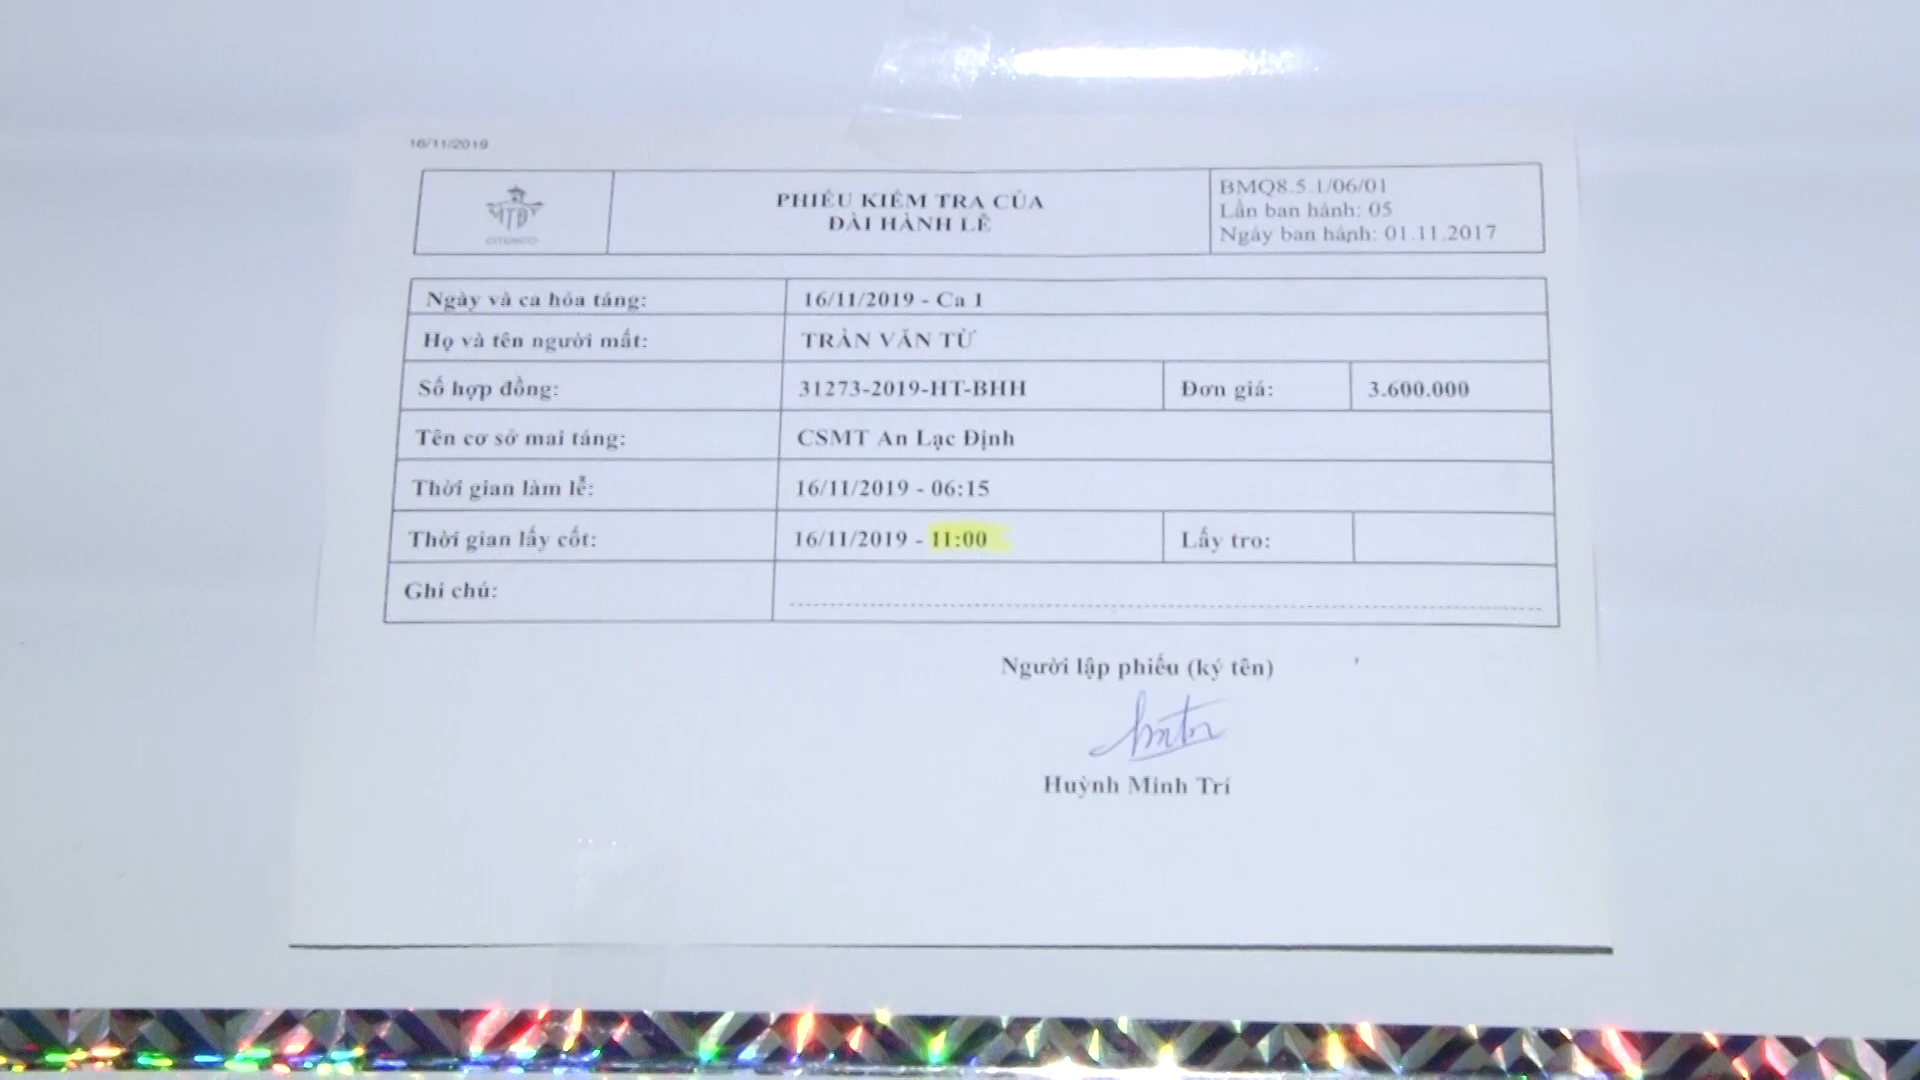 16/11/2019
MTĐT
CITENCO
PHIẾU KIỂM TRA CỦA
ĐÀI HÀNH LỄ
BMQ8.5.1/06/01
Lần ban hành: 05
Ngày ban hành: 01.11.2017
Ngày và ca hỏa táng: 16/11/2019 - Ca 1
Họ và tên người mất: TRẦN VĂN TỪ
Số hợp đồng: 31273-2019-HT-BHH Đơn giá: 3.600.000
Tên cơ sở mai táng: CSMT An Lạc Định
Thời gian làm lễ: 16/11/2019 - 06:15
Thời gian lấy cốt: 16/11/2019 - 11:00 Lấy tro:
Ghi chú:
Người lập phiếu (ký tên)
Huỳnh Minh Trí